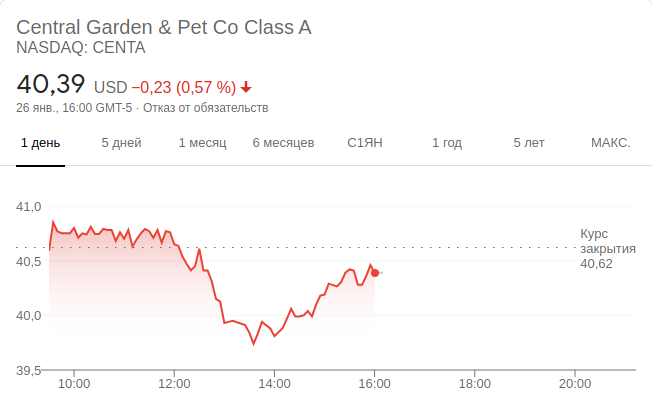 Central Garden & Pet Co Class A
NASDAQ: CENTA
40,39 USD −0,23 (0,57 %)
26 янв., 16:00 GMT-5 · Отказ от обязательств
1 день 5 дней 1 месяц 6 месяцев С1ЯН 1 год 5 лет МАКС.
41,0
40,5
40,0
39,5
Курс
закрытия
40,62
10:00 12:00 14:00 16:00 18:00 20:00